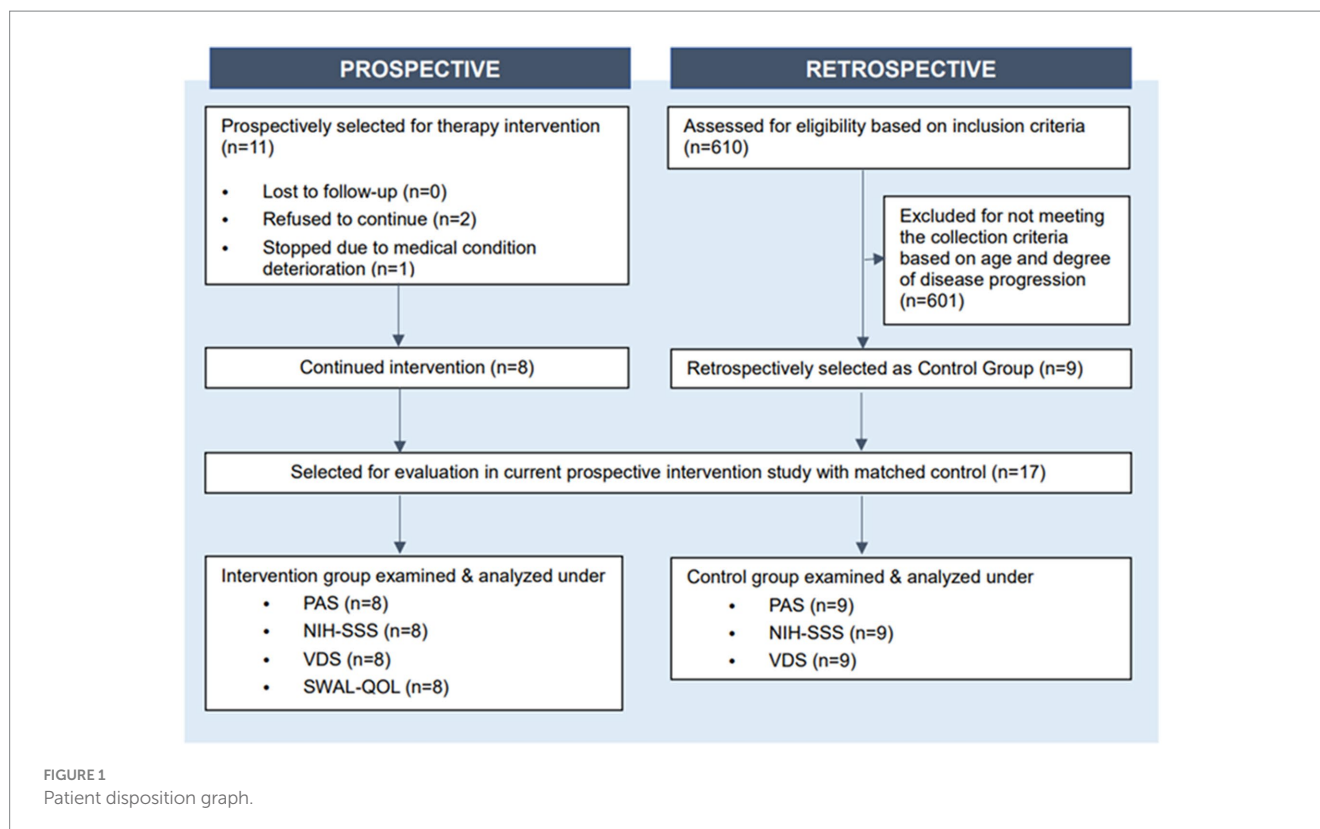 PROSPECTIVE
Prospectively selected for therapy intervention
(n=11)
• Lost to follow-up (n=0)
• Refused to continue (n=2)
• Stopped due to medical condition
deterioration (n=1)
Continued intervention (n=8)
RETROSPECTIVE
Assessed for eligibility based on inclusion criteria
(n=610)
Excluded for not meeting
the collection criteria
based on age and degree
of disease progression
(n=601)
Retrospectively selected as Control Group (n=9)
Selected for evaluation in current prospective intervention study with matched control (n=17)
Intervention group examined & analyzed under
• PAS (n=8)
• NIH-SSS (n=8)
• VDS (n=8)
• SWAL-QOL (n=8)
Control group examined & analyzed under
• PAS (n=9)
• NIH-SSS (n=9)
• VDS (n=9)
FIGURE 1
Patient disposition graph.